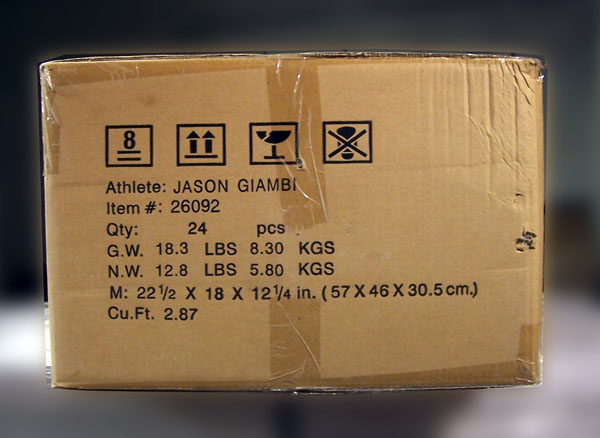 8
Athlete: JASON GIAMBI
Item #: 26092
Qty: 24 pcs
G.W. 18.3 LBS 8.30 KGS
N.W. 12.8 LBS 5.80 KGS
M: 22 1/2 X 18 X 12 1/4 in. ( 57 X 46 X 30.5 cm.)
Cu.Ft. 2.87